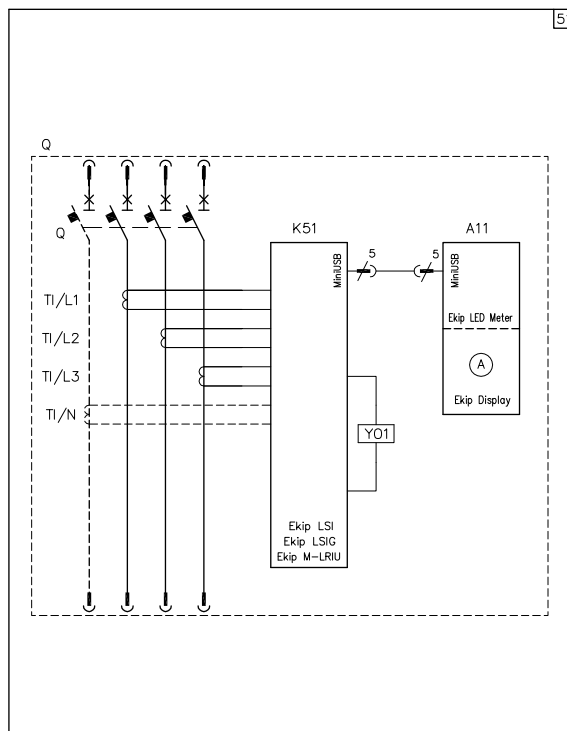 Q
Q
K51
A11
5
5
MiniUSB
MiniUSB
TI/L1
TI/L2
TI/L3
TI/N
Ekip LED Meter
A
Ekip Display
YO1
Ekip LSI
Ekip LSIG
Ekip M-LRIU